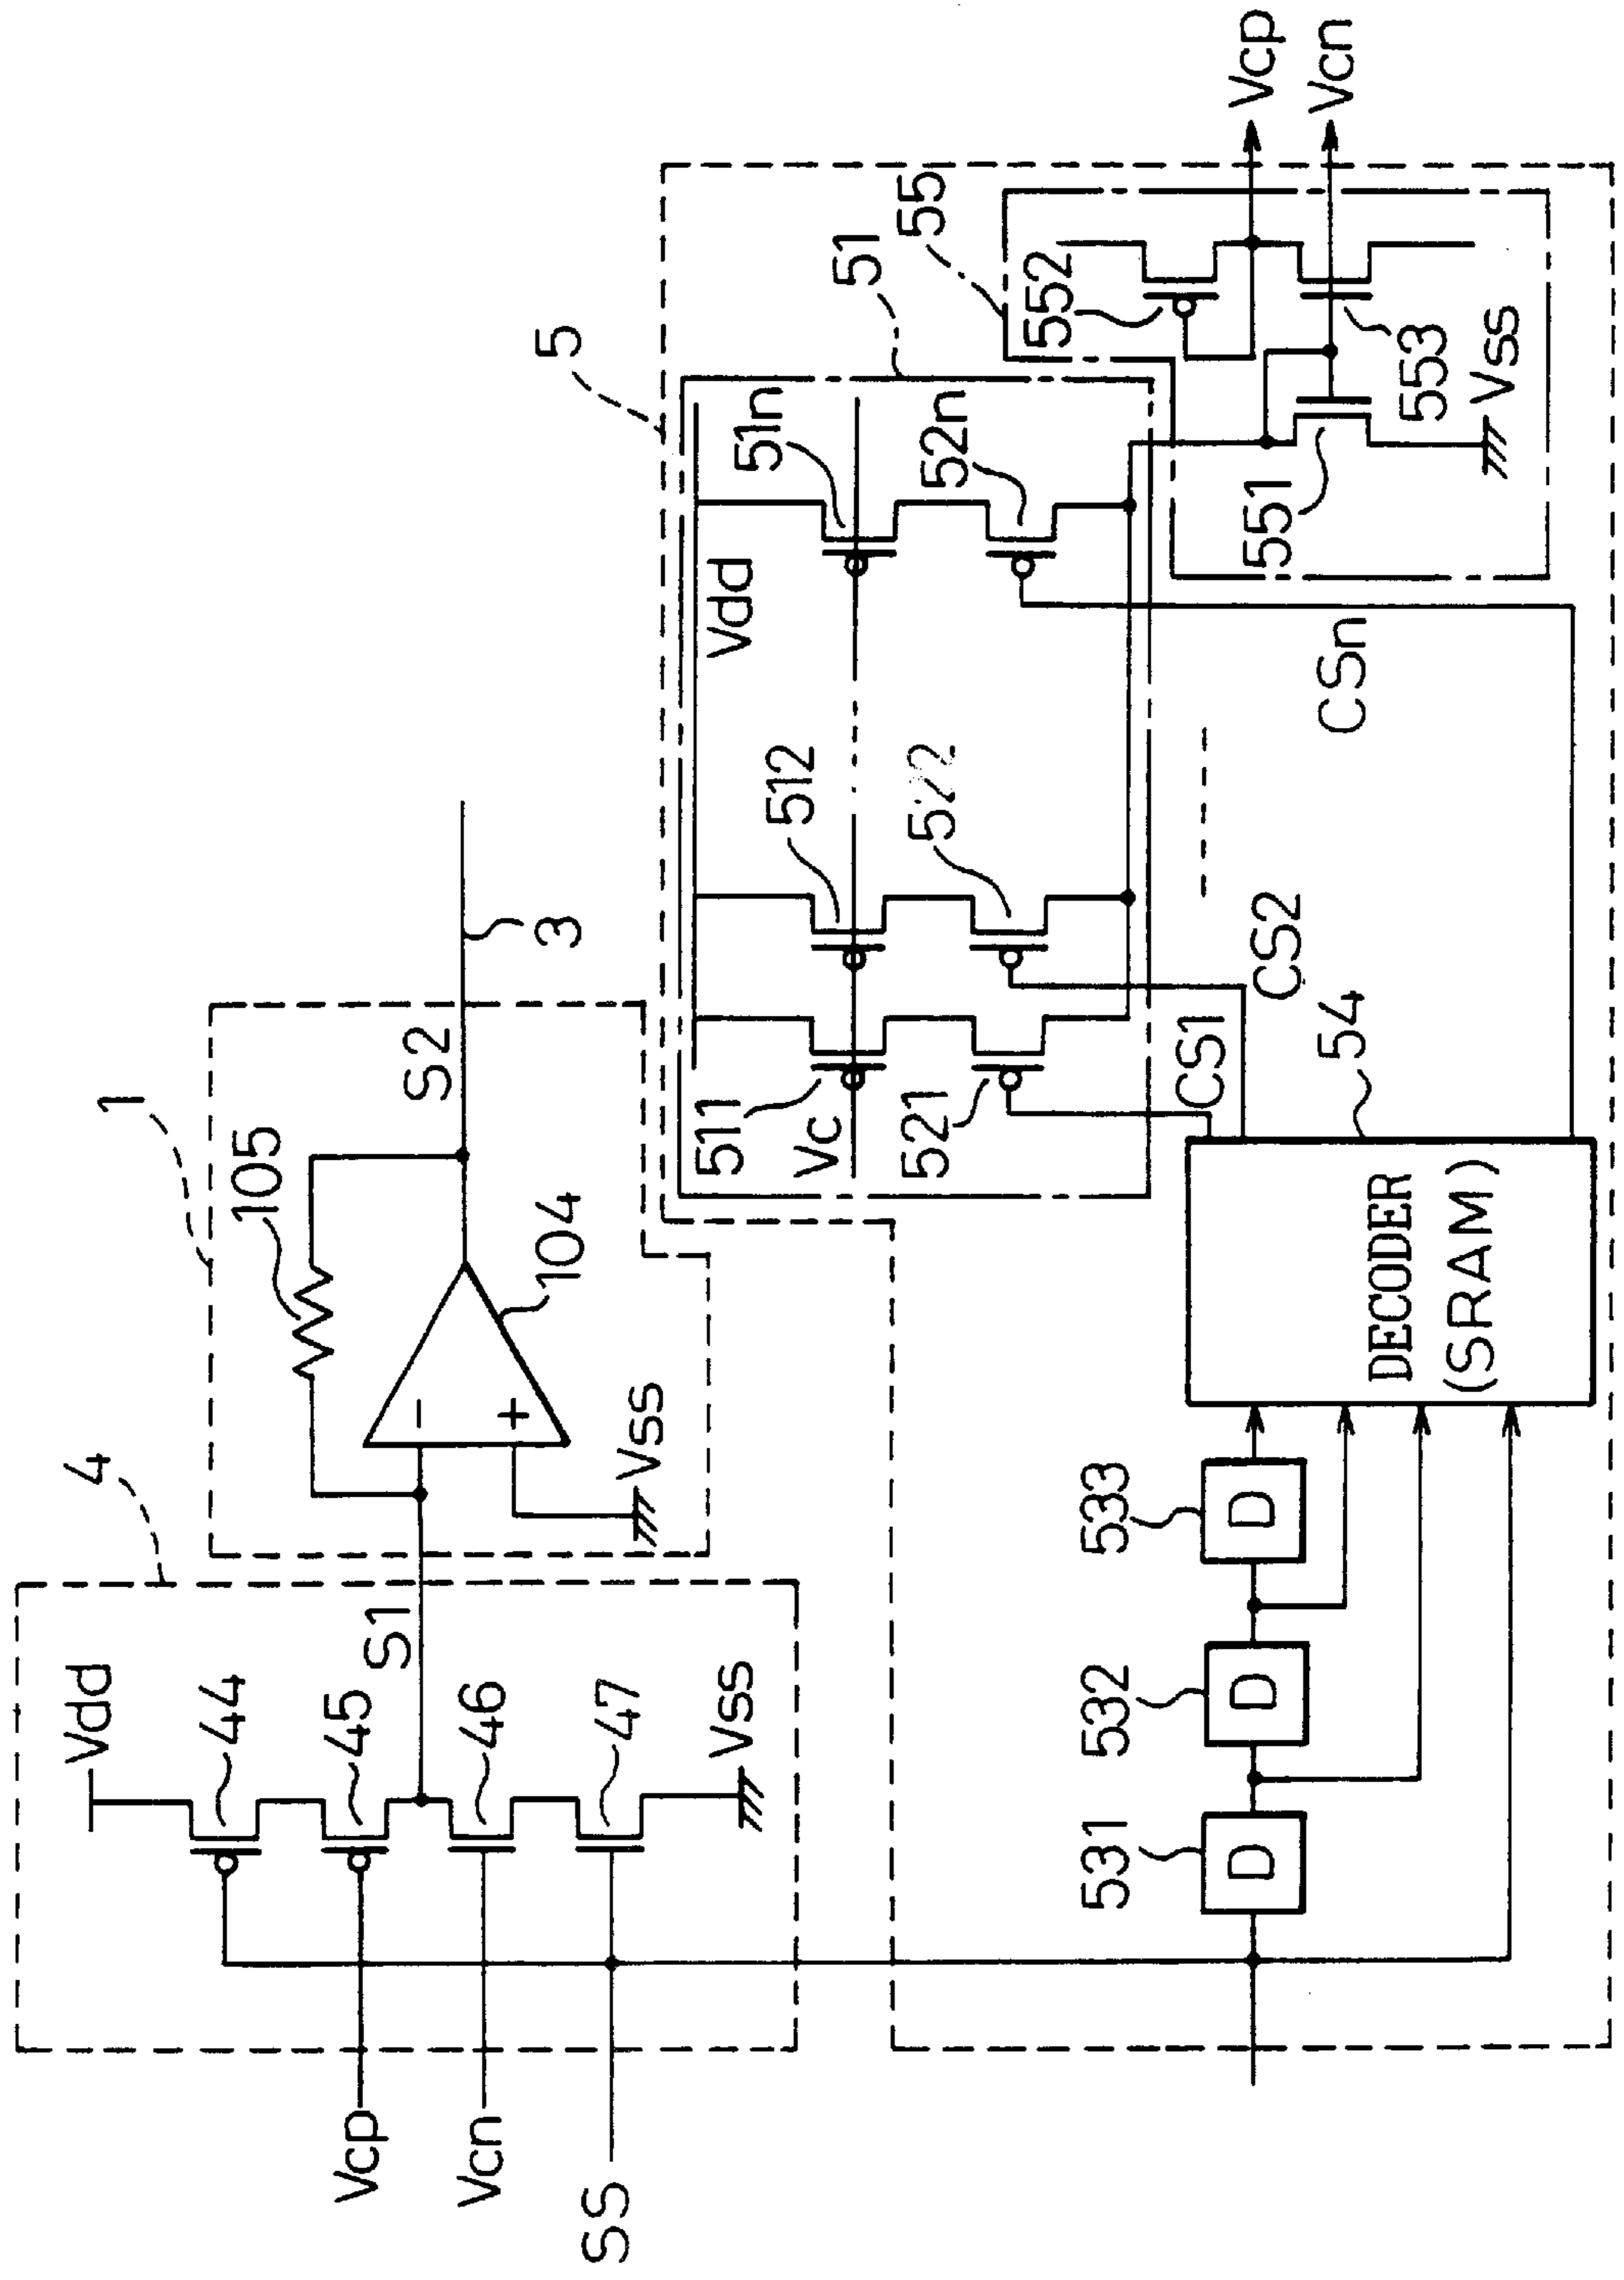 Vdd
44
45
46
47
Vss
Vcp
Vcn
SS
4
S1
1
105
−
+
104
Vss
S2
3
5
51
Vdd
511
512
51n
Vc
521
522
52n
55
552
553
551
Vss
Vcp
Vcn
CS1
CS2
CSn
54
DECODER
(SRAM)
531
D
532
D
533
D